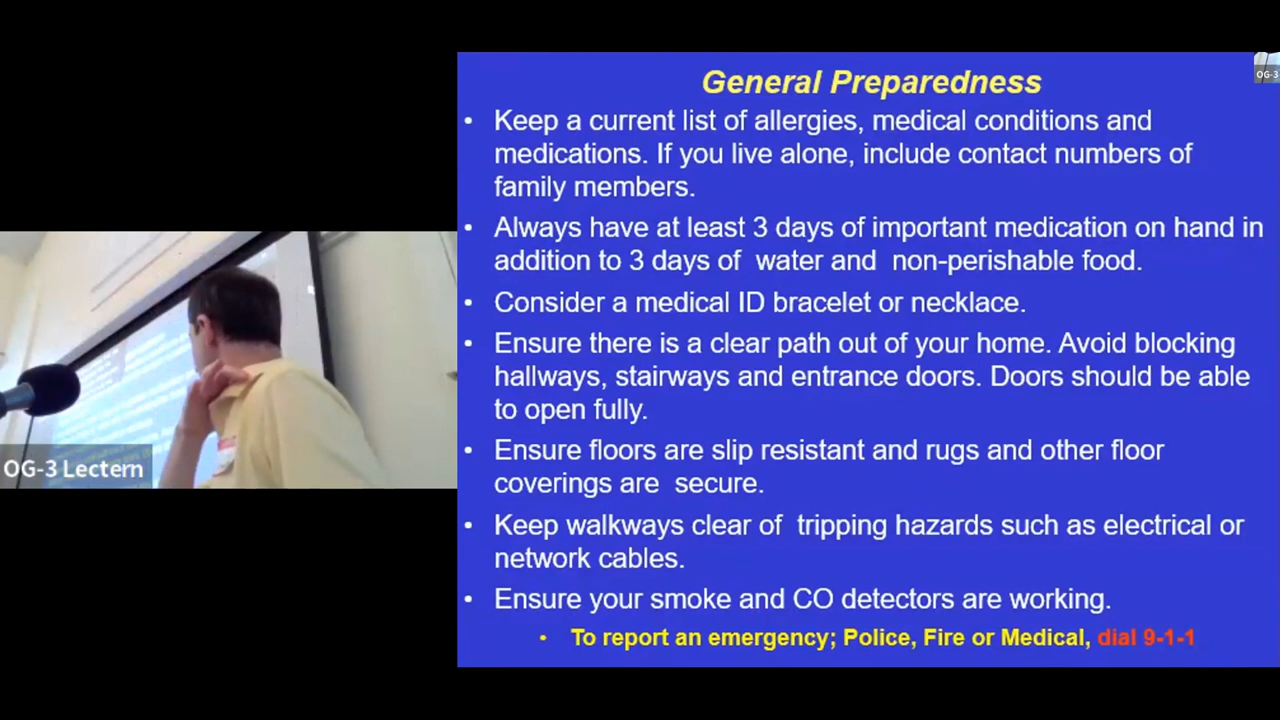 General Preparedness
• Keep a current list of allergies, medical conditions and
medications. If you live alone, include contact numbers of
family members.
• Always have at least 3 days of important medication on hand in
addition to 3 days of water and non-perishable food.
• Consider a medical ID bracelet or necklace.
• Ensure there is a clear path out of your home. Avoid blocking
hallways, stairways and entrance doors. Doors should be able
to open fully.
• Ensure floors are slip resistant and rugs and other floor
coverings are secure.
• Keep walkways clear of tripping hazards such as electrical or
network cables.
• Ensure your smoke and CO detectors are working.
• To report an emergency; Police, Fire or Medical, dial 9-1-1
OG-3 Lectern
OG-3